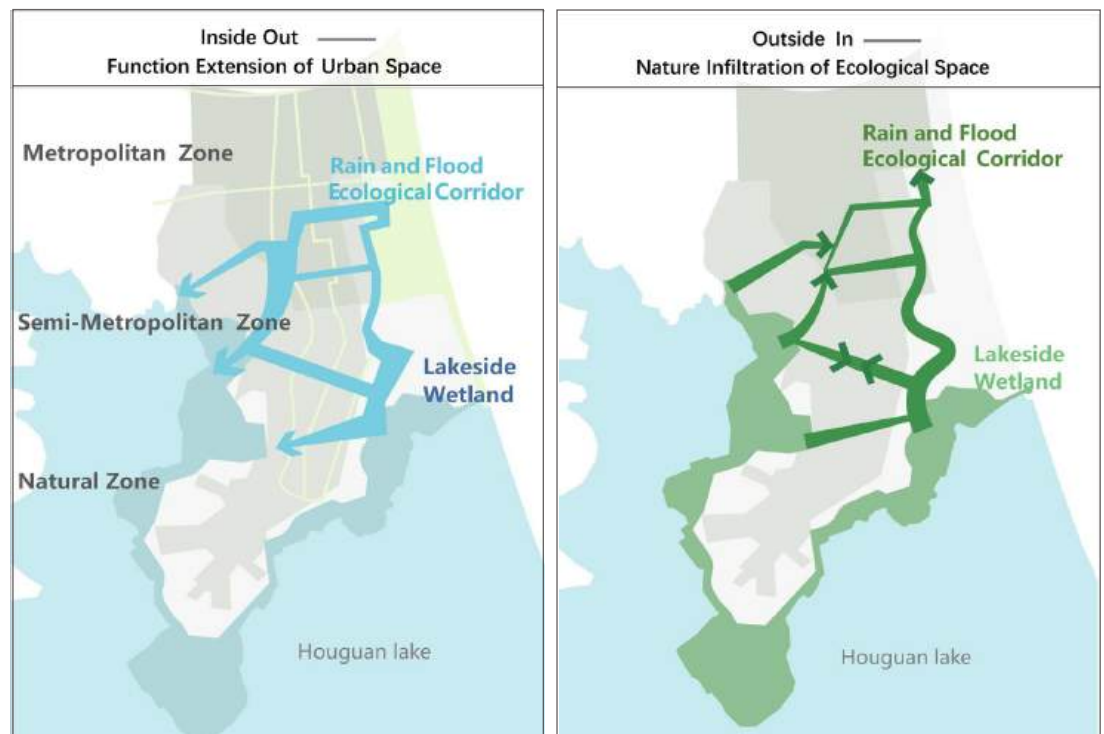 Inside Out
Function Extension of Urban Space
Metropolitan Zone
Rain and Flood
Ecological Corridor
Semi-Metropolitan Zone
Lakeside
Wetland
Natural Zone
Houguan lake
Outside In
Nature Infiltration of Ecological Space
Rain and Flood
Ecological Corridor
Lakeside
Wetland
Houguan lake